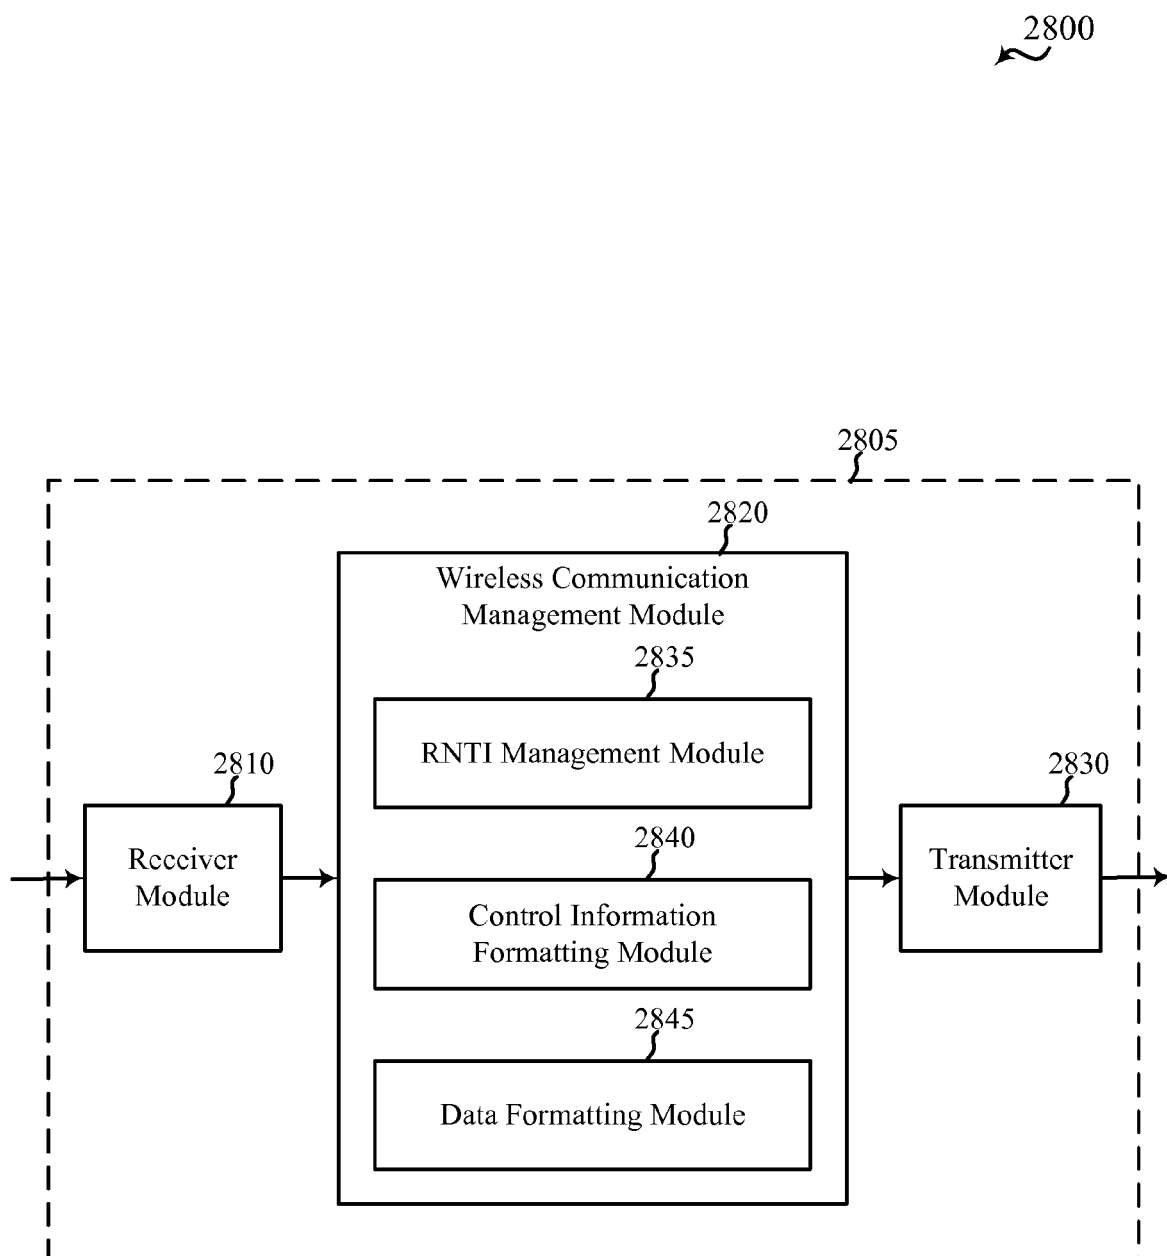 2800
2805
2820
Wireless Communication
Management Module
2835
RNTI Management Module
2810
2830
Receiver
Module
2840
Control Information
Formatting Module
Transmitter
Module
2845
Data Formatting Module